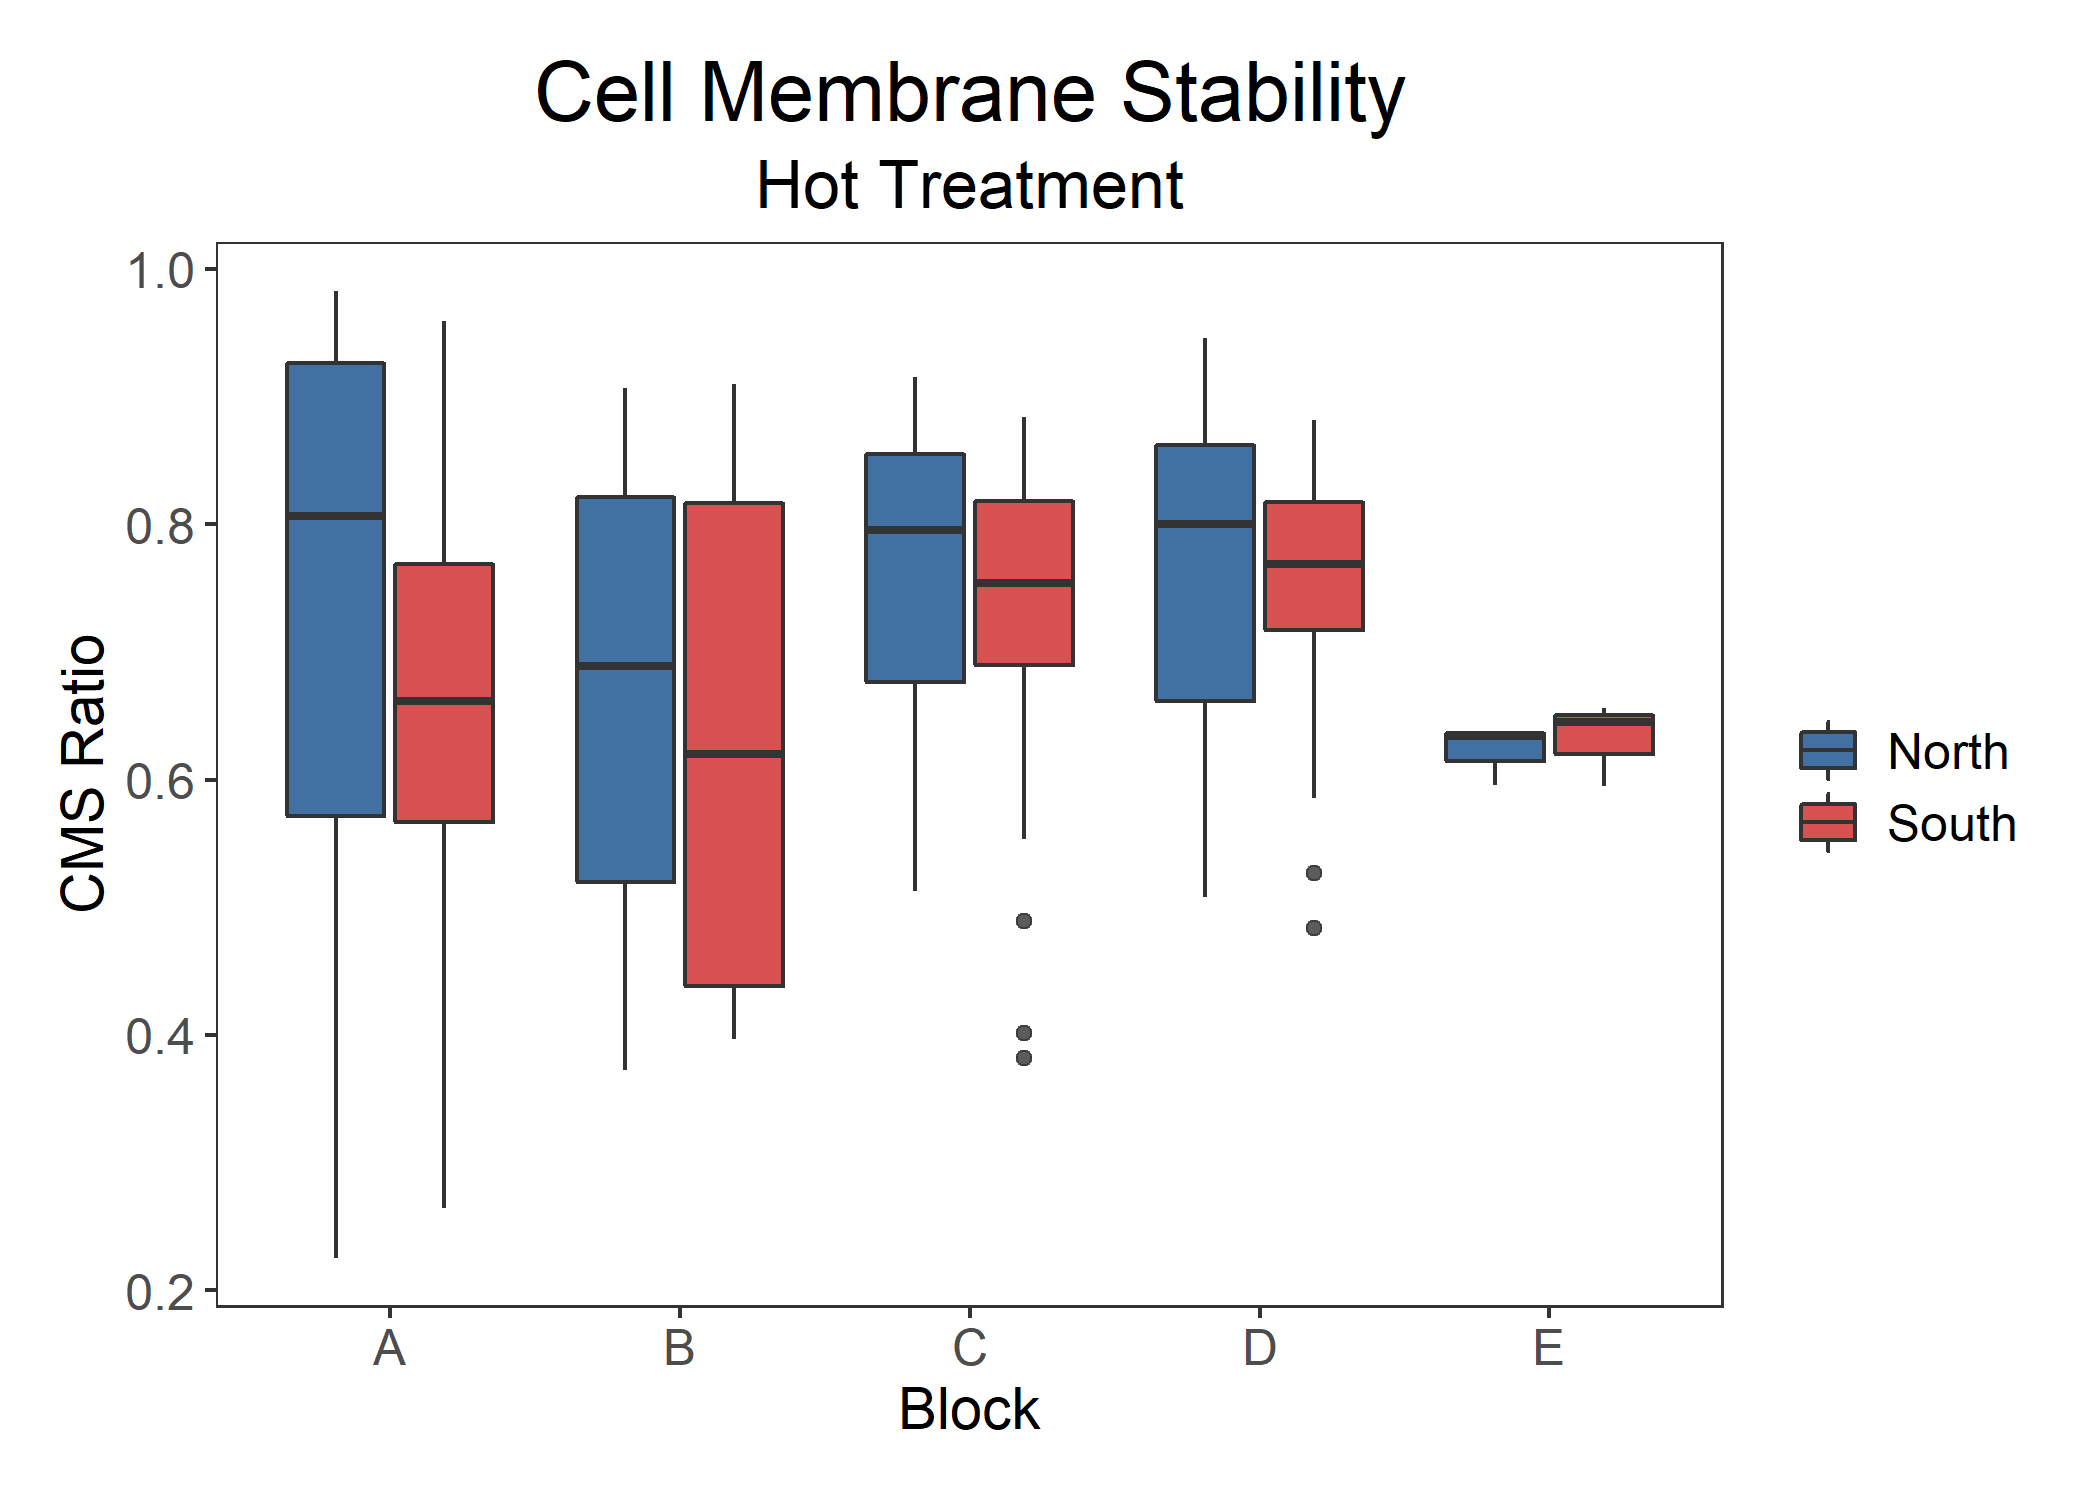 Cell Membrane Stability
Hot Treatment
1.0
0.8
0.6
0.4
0.2
CMS Ratio
A B C D E
Block
North
South